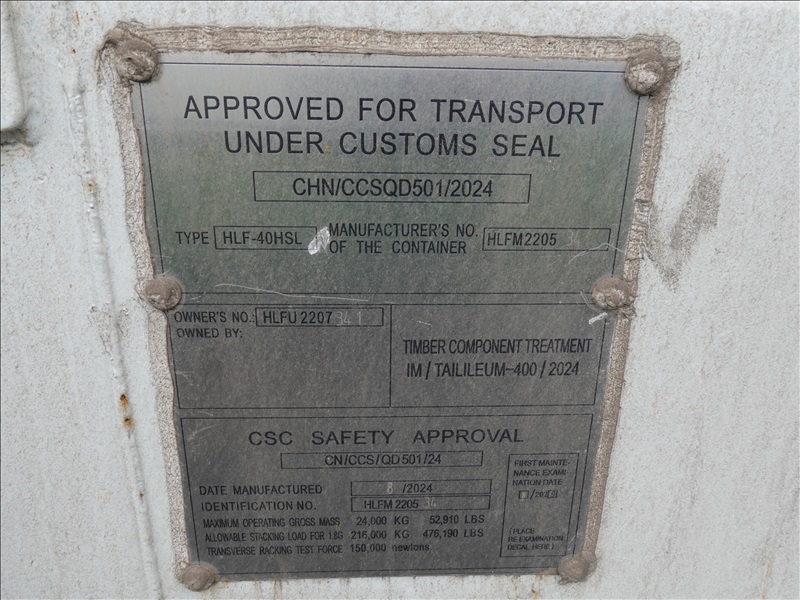 APPROVED FOR TRANSPORT
UNDER CUSTOMS SEAL
CHN/CCSQD501/2024
TYPE HLF-40HSL MANUFACTURER'S NO. OF THE CONTAINER HLFM2205
OWNER'S NO.: HLFU 2207 341
OWNED BY:
TIMBER COMPONENT TREATMENT
IM / TAILILEUM-400 / 2024
CSC SAFETY APPROVAL
CN/CCS/QD501/24
DATE MANUFACTURED 8 /2024
IDENTIFICATION NO. HLFM 2205 34
MAXIMUM OPERATING GROSS MASS 24,000 KG 52,910 LBS
ALLOWABLE STACKING LOAD FOR 1.8G 216,000 KG 476,190 LBS
TRANSVERSE RACKING TEST FORCE 150,000 newtons
FIRST MAINTE-
NANCE EXAMI
NATION DATE
(PLACE
RE EXAMINATION
DECAL HERE)